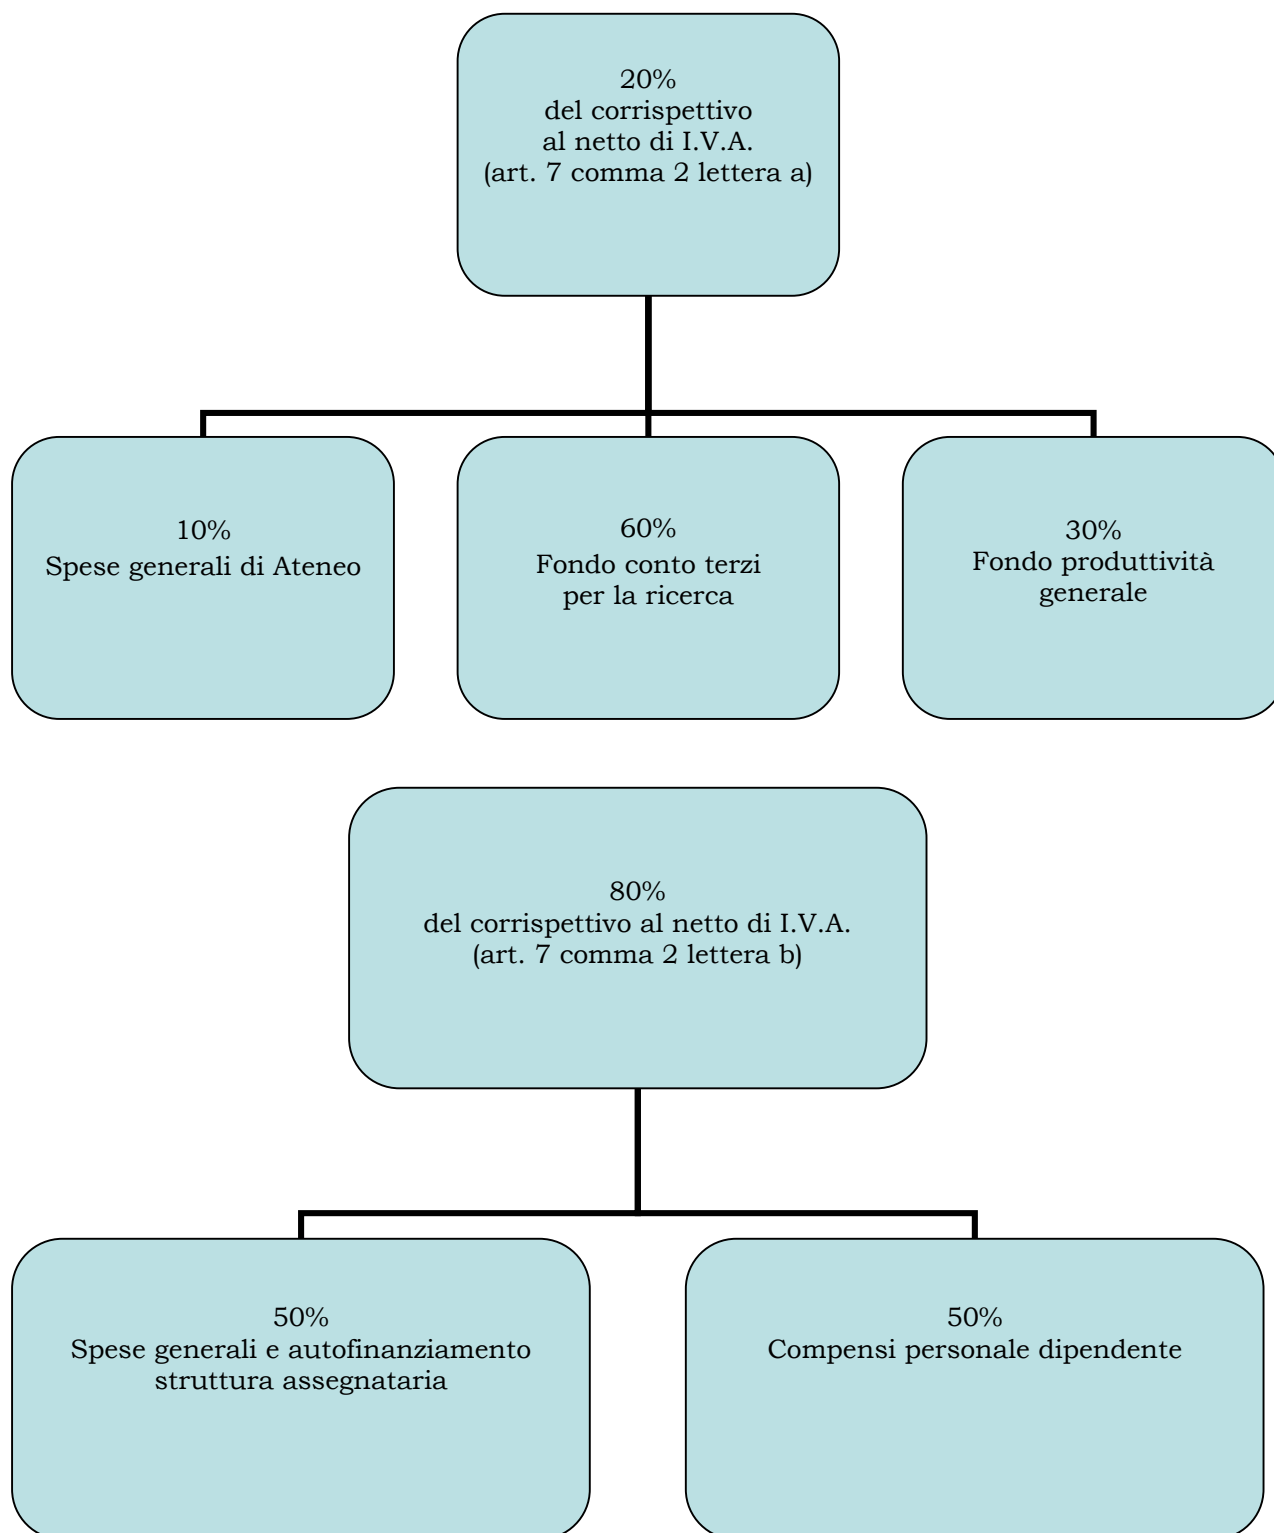 20%
del corrispettivo
al netto di I.V.A.
(art. 7 comma 2 lettera a)
10%
Spese generali di Ateneo
60%
Fondo conto terzi
per la ricerca
30%
Fondo produttività
generale
80%
del corrispettivo al netto di I.V.A.
(art. 7 comma 2 lettera b)
50%
Spese generali e autofinanziamento
struttura assegnataria
50%
Compensi personale dipendente